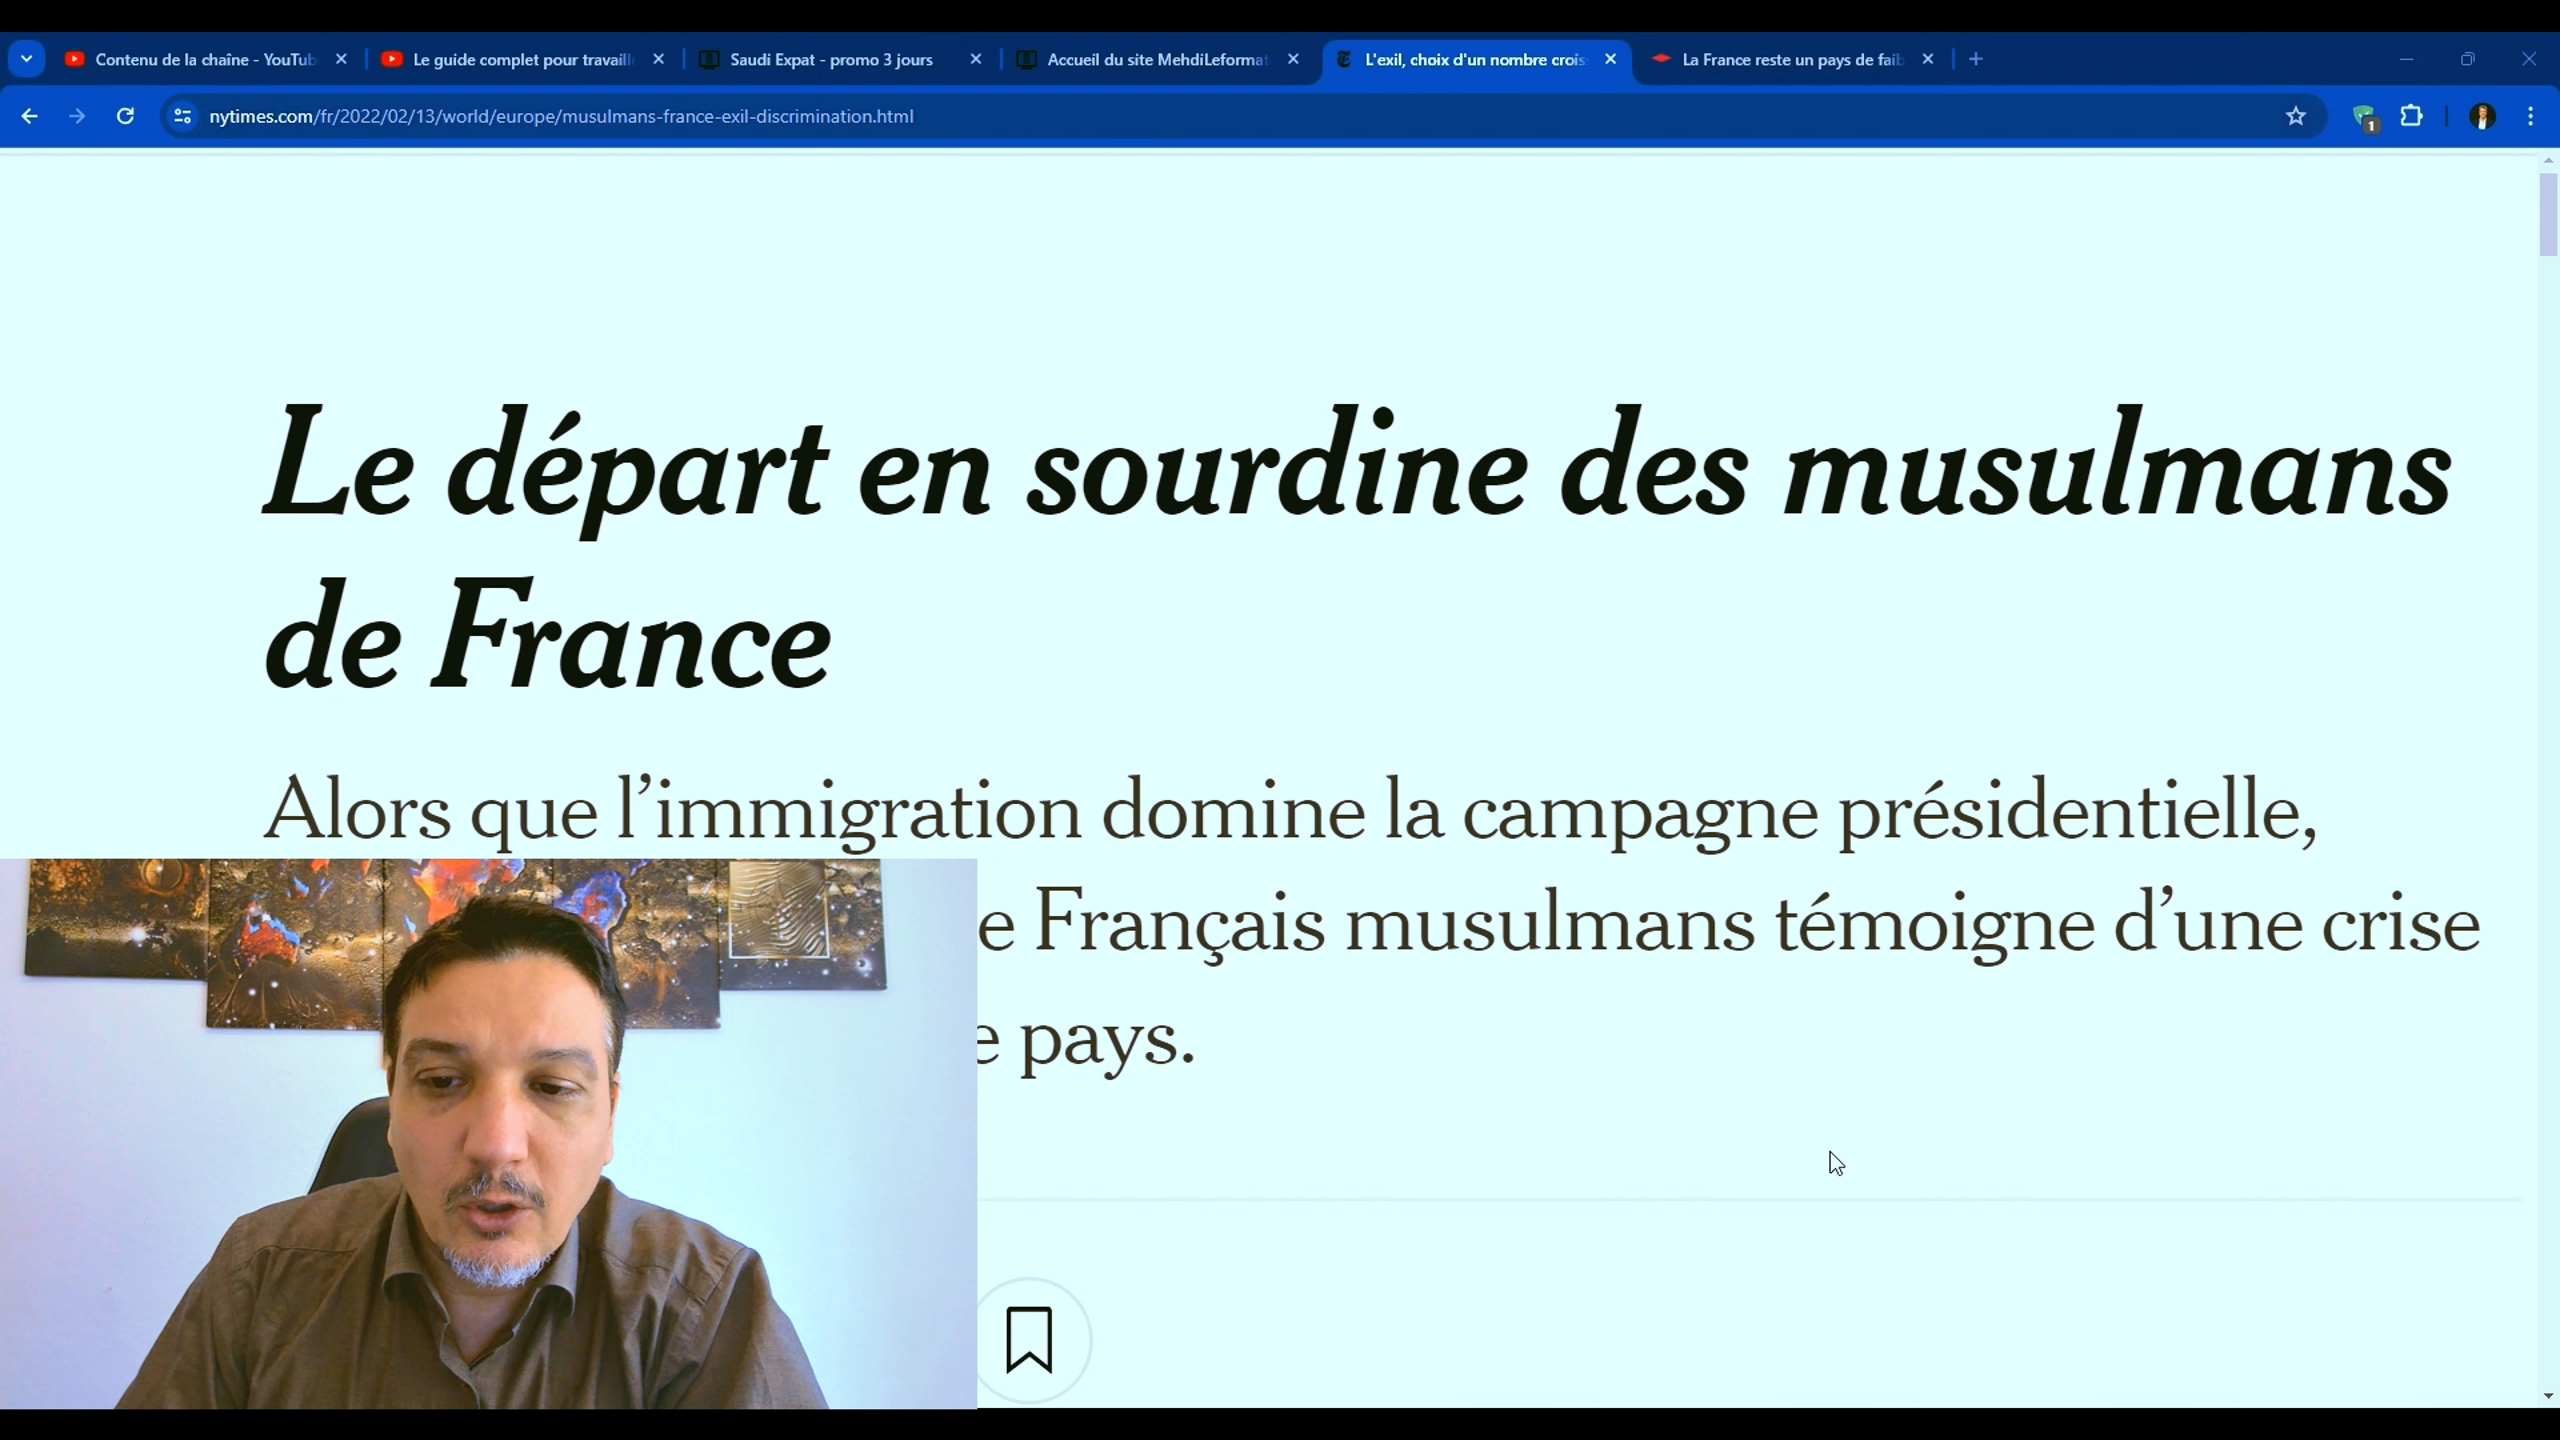 Contenu de la chaîne - YouTub
Le guide complet pour travaill
Saudi Expat - promo 3 jours
Accueil du site MehdiLeformat
L'exil, choix d'un nombre crois
La France reste un pays de faib
nytimes.com/fr/2022/02/13/world/europe/musulmans-france-exil-discrimination.html
1
Le départ en sourdine des musulmans
de France
Alors que l’immigration domine la campagne présidentielle,
e Français musulmans témoigne d’une crise
e pays.